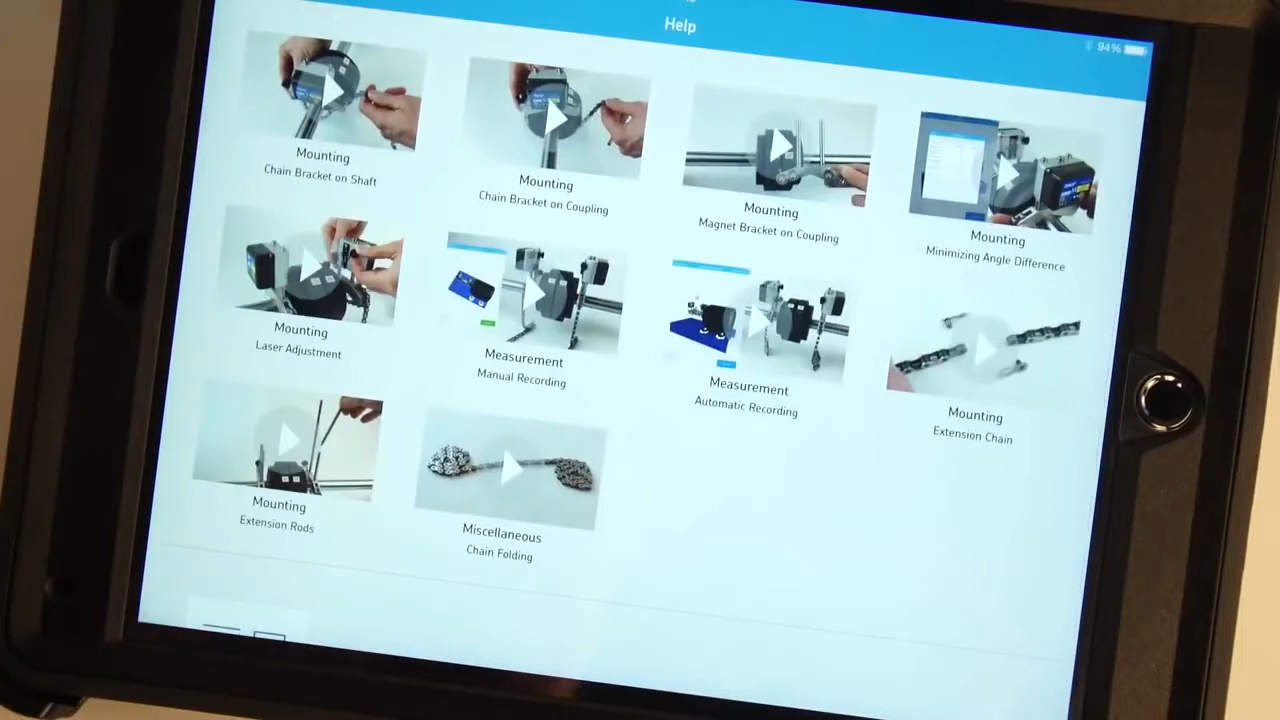 Help
94%
Mounting
Chain Bracket on Shaft
Mounting
Chain Bracket on Coupling
Mounting
Magnet Bracket on Coupling
Mounting
Minimizing Angle Difference
Mounting
Laser Adjustment
Measurement
Manual Recording
Measurement
Automatic Recording
Mounting
Extension Chain
Mounting
Extension Rods
Miscellaneous
Chain Folding